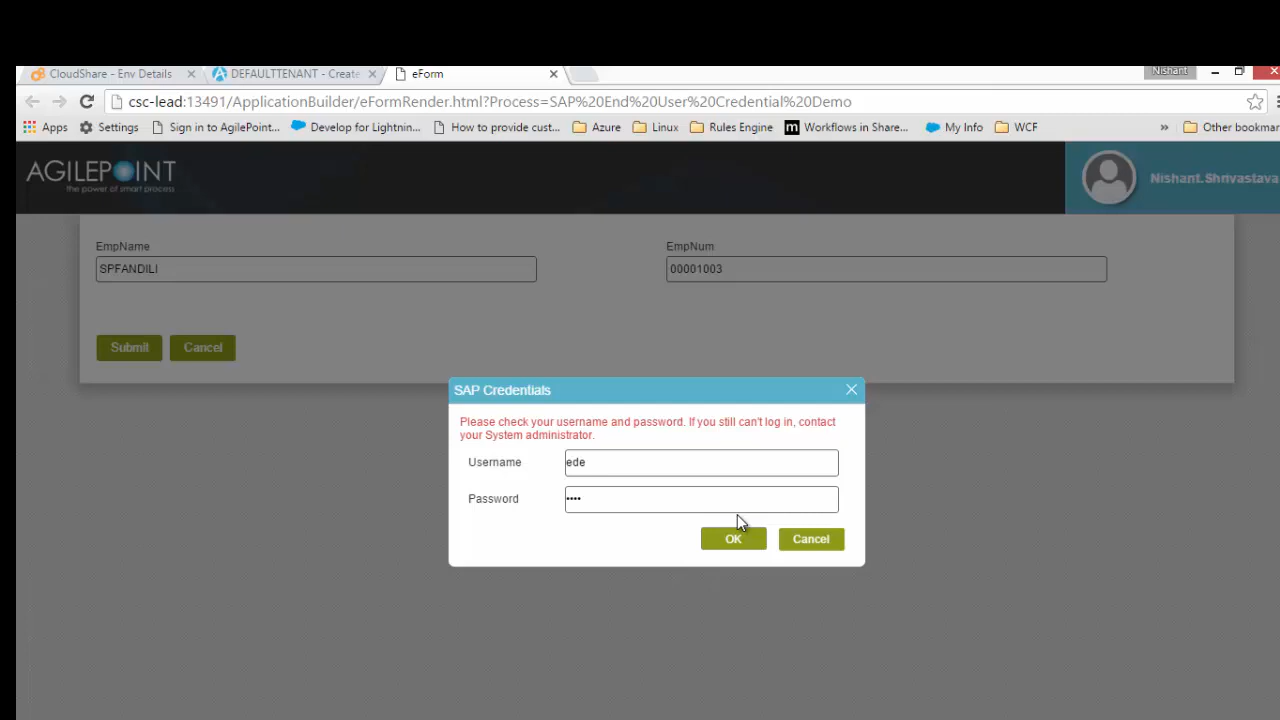 CloudShare - Env Details
DEFAULTTENANT - Create
eForm
Nishant
csc-lead:13491/ApplicationBuilder/eFormRender.html?Process=SAP%20End%20User%20Credential%20Demo
Apps Settings Sign in to AgilePoint... Develop for Lightnin... How to provide cust... Azure Linux Rules Engine m Workflows in Share... My Info WCF » Other bookmar
AGILEPOINT
the power of smart process
Nishant.Shrivastava
EmpName EmpNum
SPFANDILI 00001003
Submit Cancel
SAP Credentials
Please check your username and password. If you still can't log in, contact
your System administrator.
Username ede
Password ••••
OK Cancel